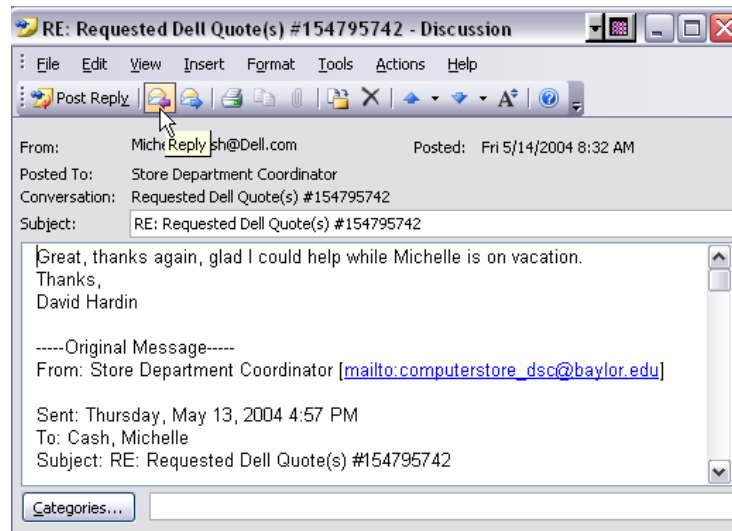 RE: Requested Dell Quote(s) #154795742 - Discussion
File Edit View Insert Format Tools Actions Help
Post Reply
From: sh@Dell.com Posted: Fri 5/14/2004 8:32 AM
Reply
Posted To: Store Department Coordinator
Conversation: Requested Dell Quote(s) #154795742
Subject: RE: Requested Dell Quote(s) #154795742
Great, thanks again, glad I could help while Michelle is on vacation.
Thanks,
David Hardin
-----Original Message-----
From: Store Department Coordinator [mailto:computerstore_dsc@baylor.edu]
Sent: Thursday, May 13, 2004 4:57 PM
To: Cash, Michelle
Subject: RE: Requested Dell Quote(s) #154795742
Categories...